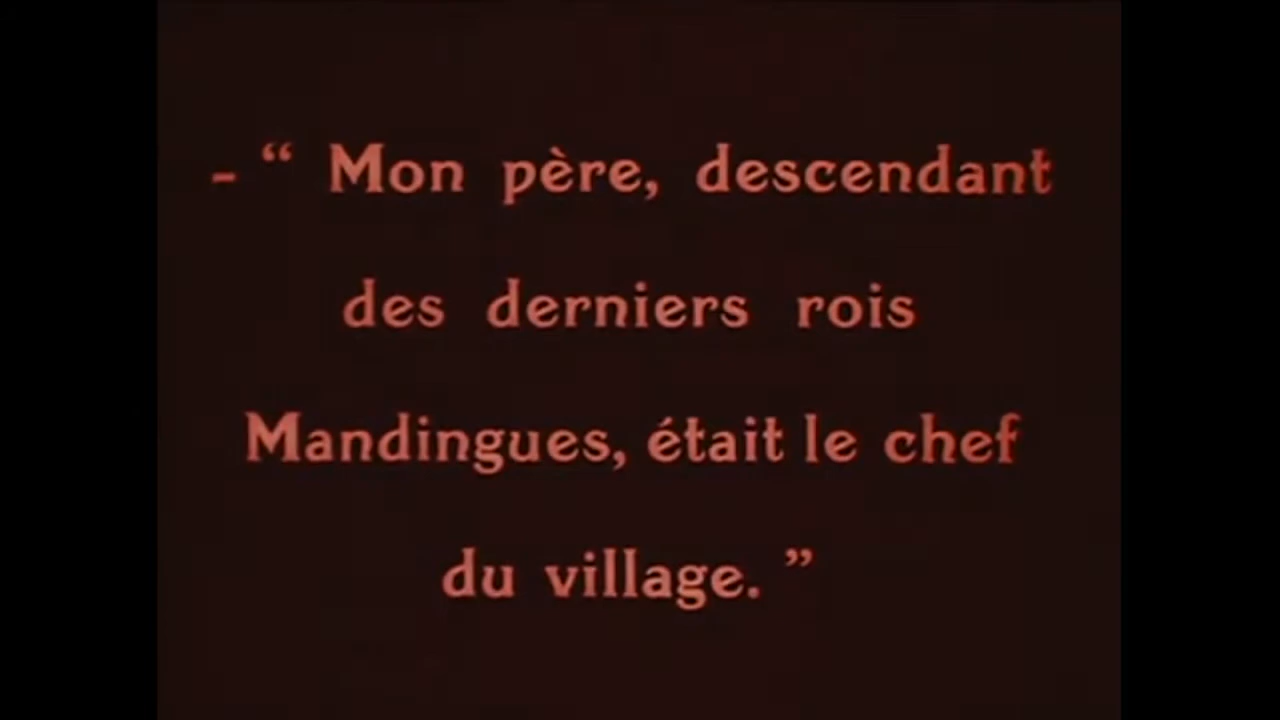 - “ Mon père, descendant
des derniers rois
Mandingues, était le chef
du village. ”